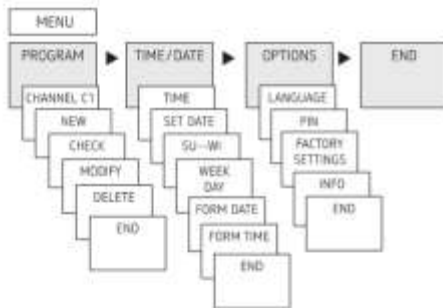 MENU
PROGRAM
TIME/DATE
OPTIONS
END
CHANNEL C1
NEW
CHECK
MODIFY
DELETE
END
TIME
SET DATE
SU--WI
WEEK
DAY
FORM DATE
FORM TIME
END
LANGUAGE
PIN
FACTORY
SETTINGS
INFO
END